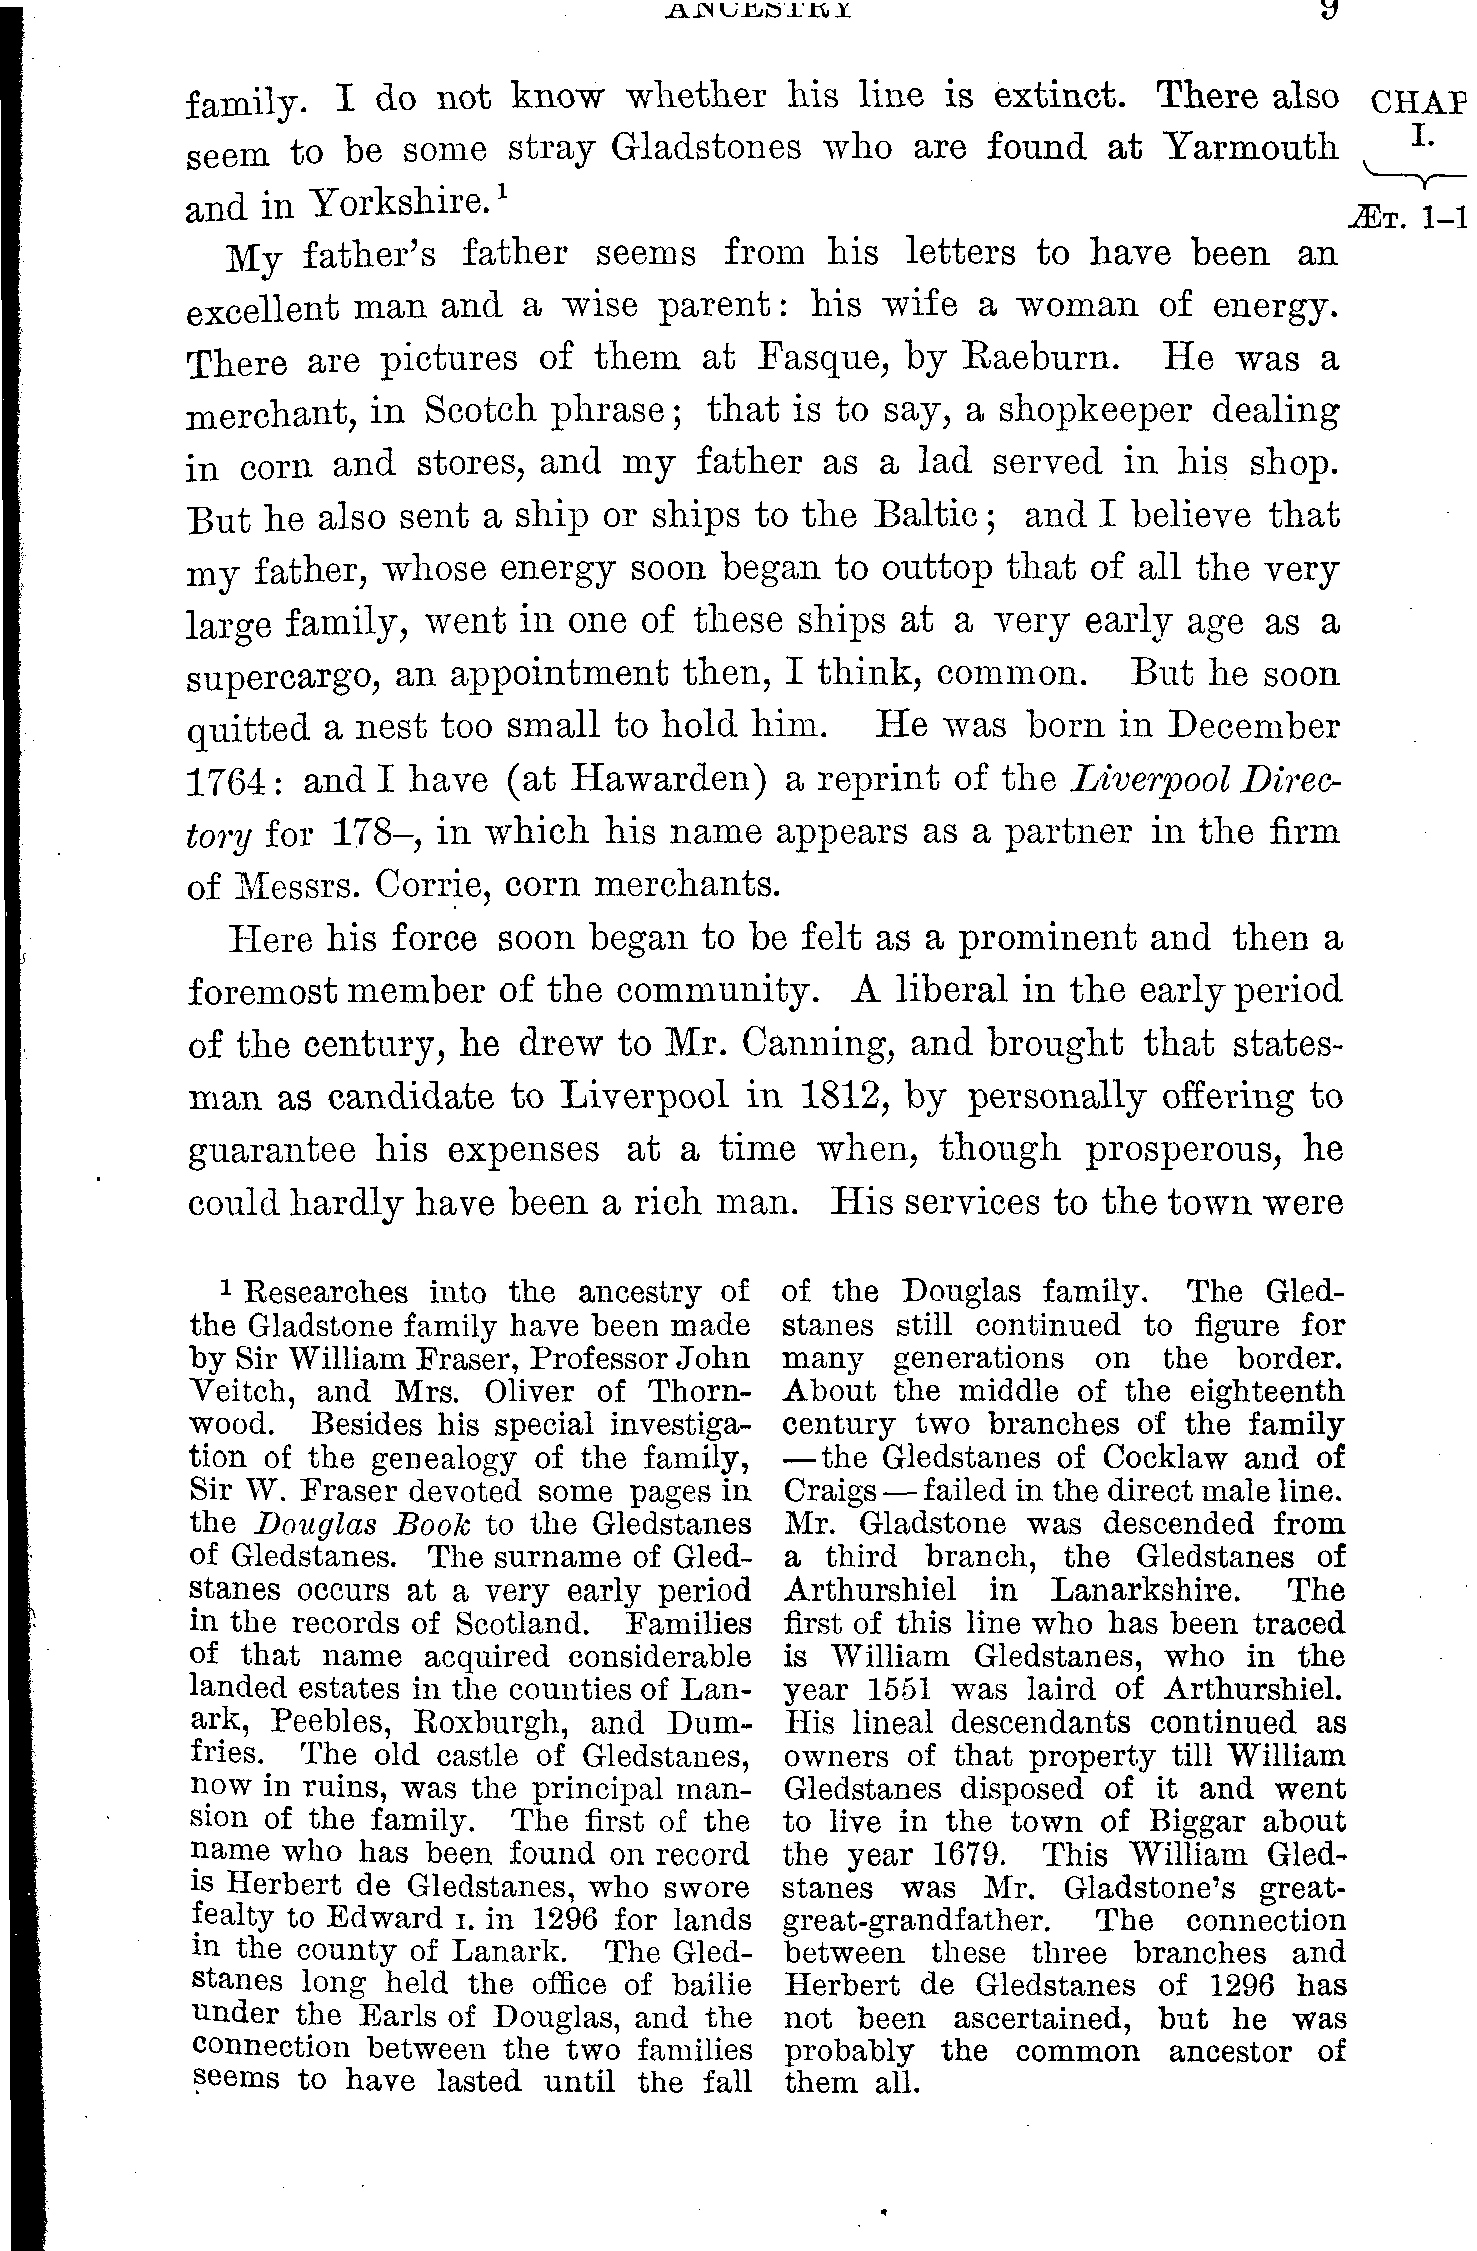 ANCESTRY 9
family. I do not know whether his line is extinct. There also
seem to be some stray Gladstones who are found at Yarmouth
and in Yorkshire.¹
CHAP
I.
ÆT. 1–1
My father's father seems from his letters to have been an
excellent man and a wise parent: his wife a woman of energy.
There are pictures of them at Fasque, by Raeburn. He was a
merchant, in Scotch phrase; that is to say, a shopkeeper dealing
in corn and stores, and my father as a lad served in his shop.
But he also sent a ship or ships to the Baltic; and I believe that
my father, whose energy soon began to outtop that of all the very
large family, went in one of these ships at a very early age as a
supercargo, an appointment then, I think, common. But he soon
quitted a nest too small to hold him. He was born in December
1764: and I have (at Hawarden) a reprint of the Liverpool Direc-
tory for 178–, in which his name appears as a partner in the firm
of Messrs. Corrie, corn merchants.
Here his force soon began to be felt as a prominent and then a
foremost member of the community. A liberal in the early period
of the century, he drew to Mr. Canning, and brought that states-
man as candidate to Liverpool in 1812, by personally offering to
guarantee his expenses at a time when, though prosperous, he
could hardly have been a rich man. His services to the town were
¹ Researches into the ancestry of
the Gladstone family have been made
by Sir William Fraser, Professor John
Veitch, and Mrs. Oliver of Thorn-
wood. Besides his special investiga-
tion of the genealogy of the family,
Sir W. Fraser devoted some pages in
the Douglas Book to the Gledstanes
of Gledstanes. The surname of Gled-
stanes occurs at a very early period
in the records of Scotland. Families
of that name acquired considerable
landed estates in the counties of Lan-
ark, Peebles, Roxburgh, and Dum-
fries. The old castle of Gledstanes,
now in ruins, was the principal man-
sion of the family. The first of the
name who has been found on record
is Herbert de Gledstanes, who swore
fealty to Edward I. in 1296 for lands
in the county of Lanark. The Gled-
stanes long held the office of bailie
under the Earls of Douglas, and the
connection between the two families
seems to have lasted until the fall
of the Douglas family. The Gled-
stanes still continued to figure for
many generations on the border.
About the middle of the eighteenth
century two branches of the family
—the Gledstanes of Cocklaw and of
Craigs—failed in the direct male line.
Mr. Gladstone was descended from
a third branch, the Gledstanes of
Arthurshiel in Lanarkshire. The
first of this line who has been traced
is William Gledstanes, who in the
year 1551 was laird of Arthurshiel.
His lineal descendants continued as
owners of that property till William
Gledstanes disposed of it and went
to live in the town of Biggar about
the year 1679. This William Gled-
stanes was Mr. Gladstone's great-
great-grandfather. The connection
between these three branches and
Herbert de Gledstanes of 1296 has
not been ascertained, but he was
probably the common ancestor of
them all.